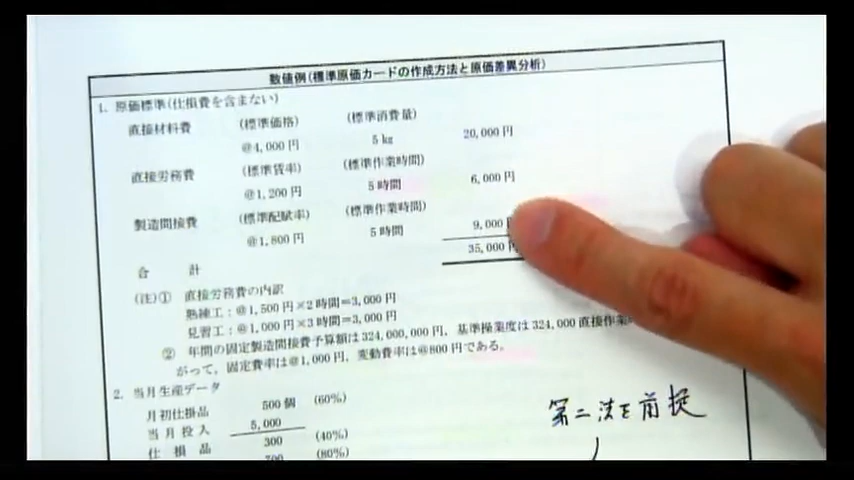 数値例(標準原価カードの作成方法と原価差異分析)
1. 原価標準(仕損費を含まない)
直接材料費 (標準価格) (標準消費量)
@4,000円 5㎏ 20,000円
直接労務費 (標準賃率) (標準作業時間)
@1,200円 5時間 6,000円
製造間接費 (標準配賦率) (標準作業時間)
@1,800円 5時間 9,000円
合計 35,000円
(注)① 直接労務費の内訳
熟練工：@1,500円×2時間=3,000円
見習工：@1,000円×3時間=3,000円
② 年間の固定製造間接費予算額は324,000,000円，基準操業度は324,000直接作業
がって，固定費率は@1,000円，変動費率は@800円である。
2. 当月生産データ
月初仕掛品 500個 (60%)
当月投入 5,000
仕損品 300 (40%)
(80%)
第二法を前提